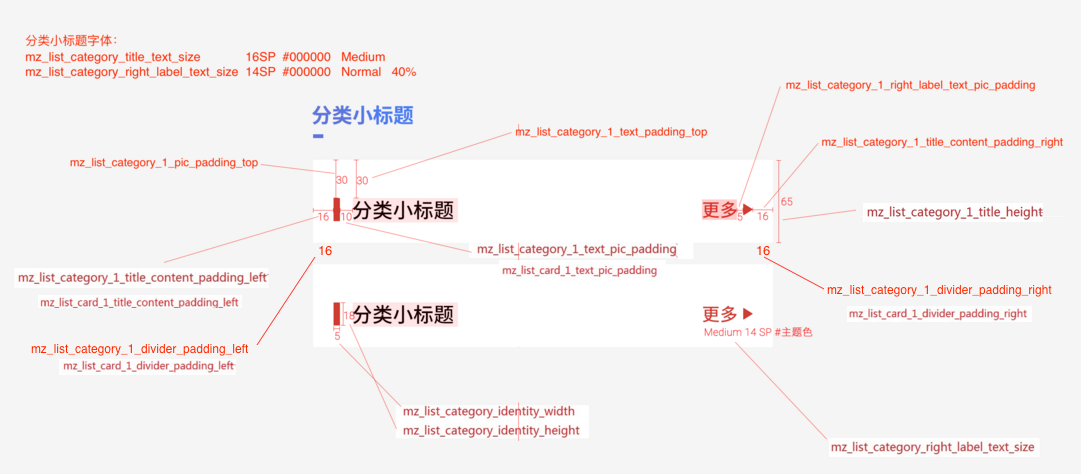 分类小标题字体：
mz_list_category_title_text_size 16SP #000000 Medium
mz_list_category_right_label_text_size 14SP #000000 Normal 40%
mz_list_category_1_right_label_text_pic_padding
分类小标题
mz_list_category_1_text_padding_top
mz_list_category_1_title_content_padding_right
mz_list_category_1_pic_padding_top
30 30
65
16 10 分类小标题 更多 5 16
mz_list_category_1_title_height
16 mz_list_category_1_text_pic_padding 16
mz_list_category_1_title_content_padding_left
mz_list_card_1_text_pic_padding
mz_list_card_1_title_content_padding_left
mz_list_category_1_divider_padding_right
18 分类小标题 更多
mz_list_card_1_divider_padding_right
5 Medium 14 SP #主题色
mz_list_category_1_divider_padding_left
mz_list_card_1_divider_padding_left
mz_list_category_identity_width
mz_list_category_identity_height
mz_list_category_right_label_text_size